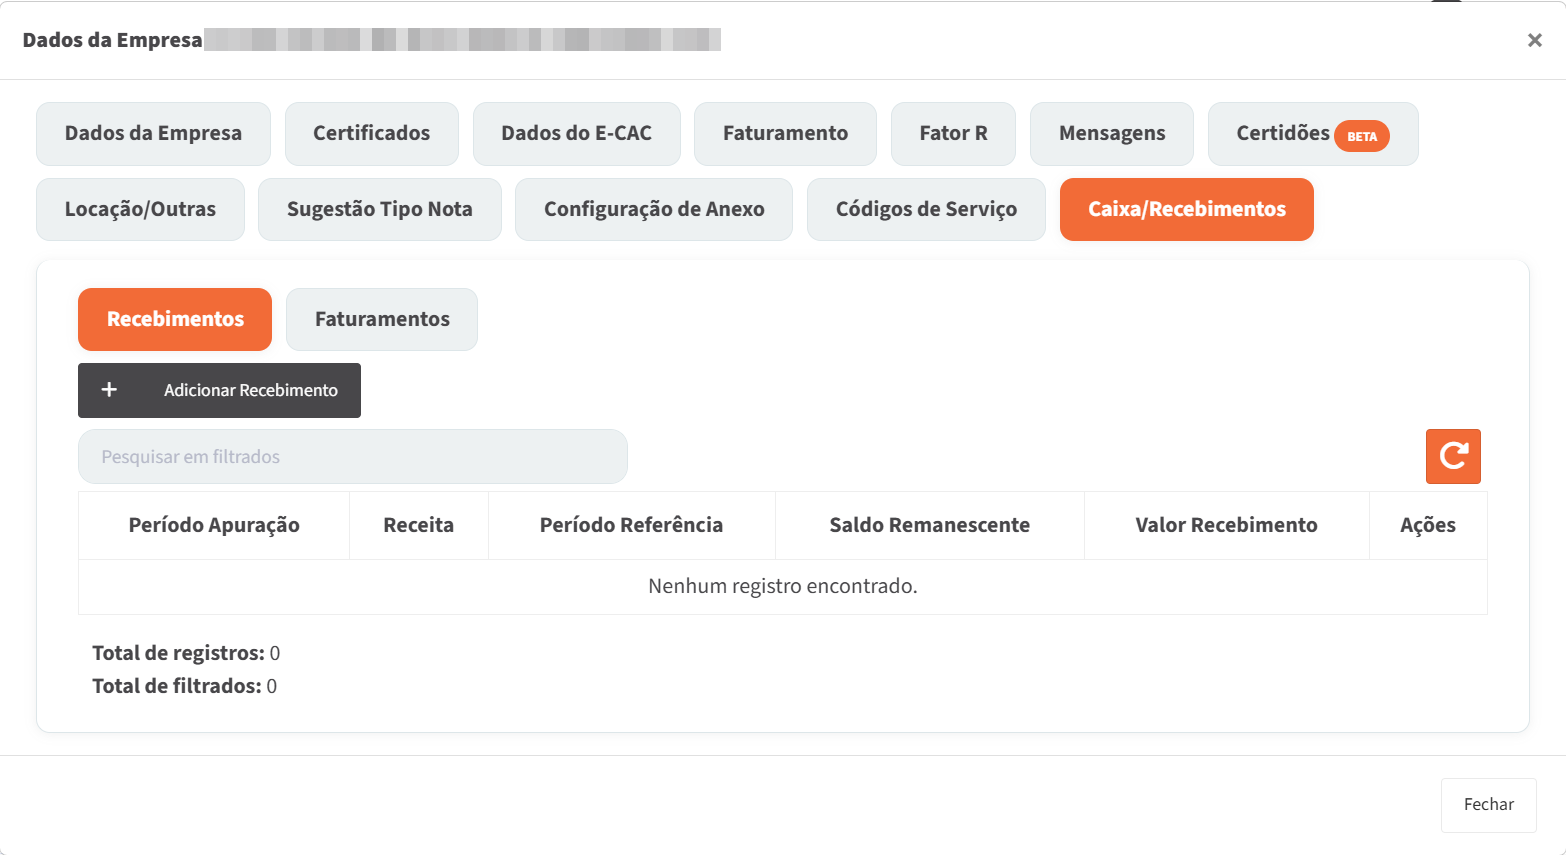 Dados da Empresa
×
Dados da Empresa Certificados Dados do E-CAC Faturamento Fator R Mensagens Certidões BETA
Locação/Outras Sugestão Tipo Nota Configuração de Anexo Códigos de Serviço Caixa/Recebimentos
Recebimentos Faturamentos
+ Adicionar Recebimento
Pesquisar em filtrados
Período Apuração Receita Período Referência Saldo Remanescente Valor Recebimento Ações
Nenhum registro encontrado.
Total de registros: 0
Total de filtrados: 0
Fechar